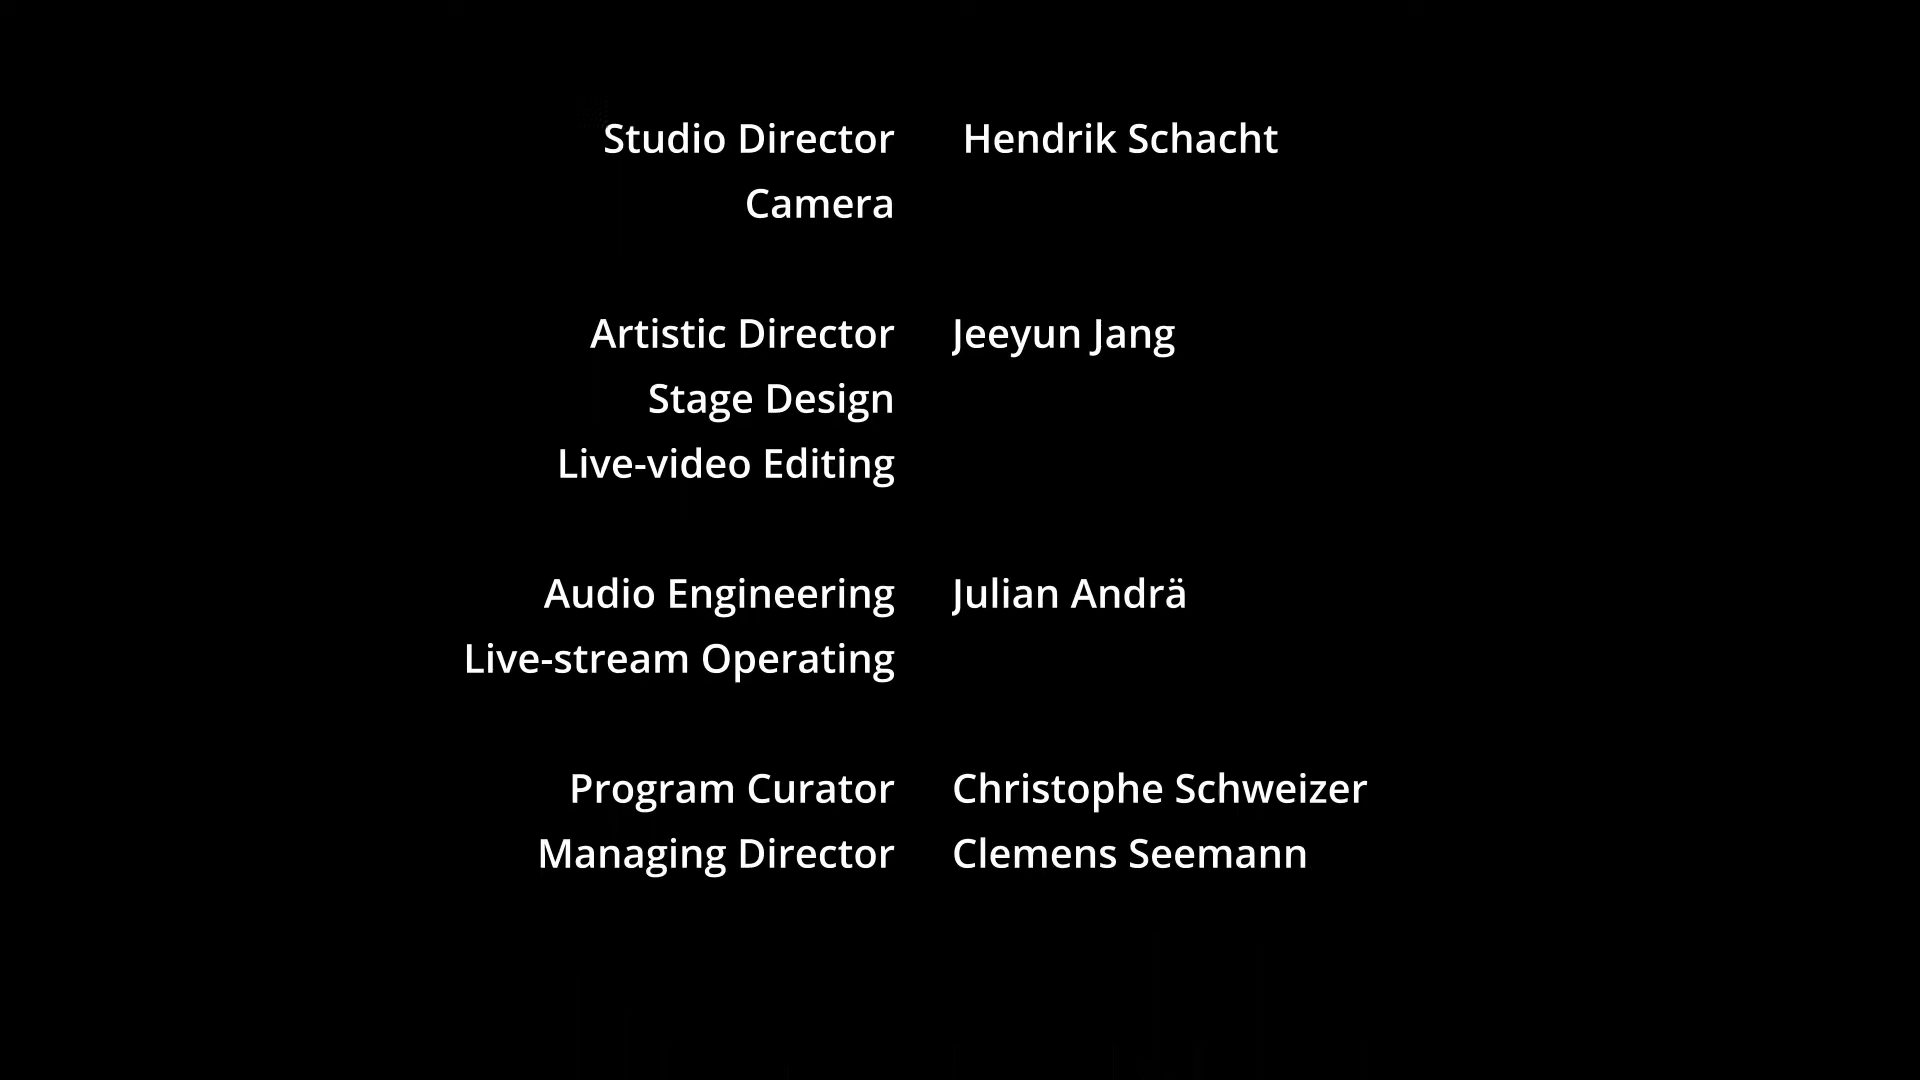 Studio Director Hendrik Schacht
Camera
Artistic Director Jeeyun Jang
Stage Design
Live-video Editing
Audio Engineering Julian Andrä
Live-stream Operating
Program Curator Christophe Schweizer
Managing Director Clemens Seemann